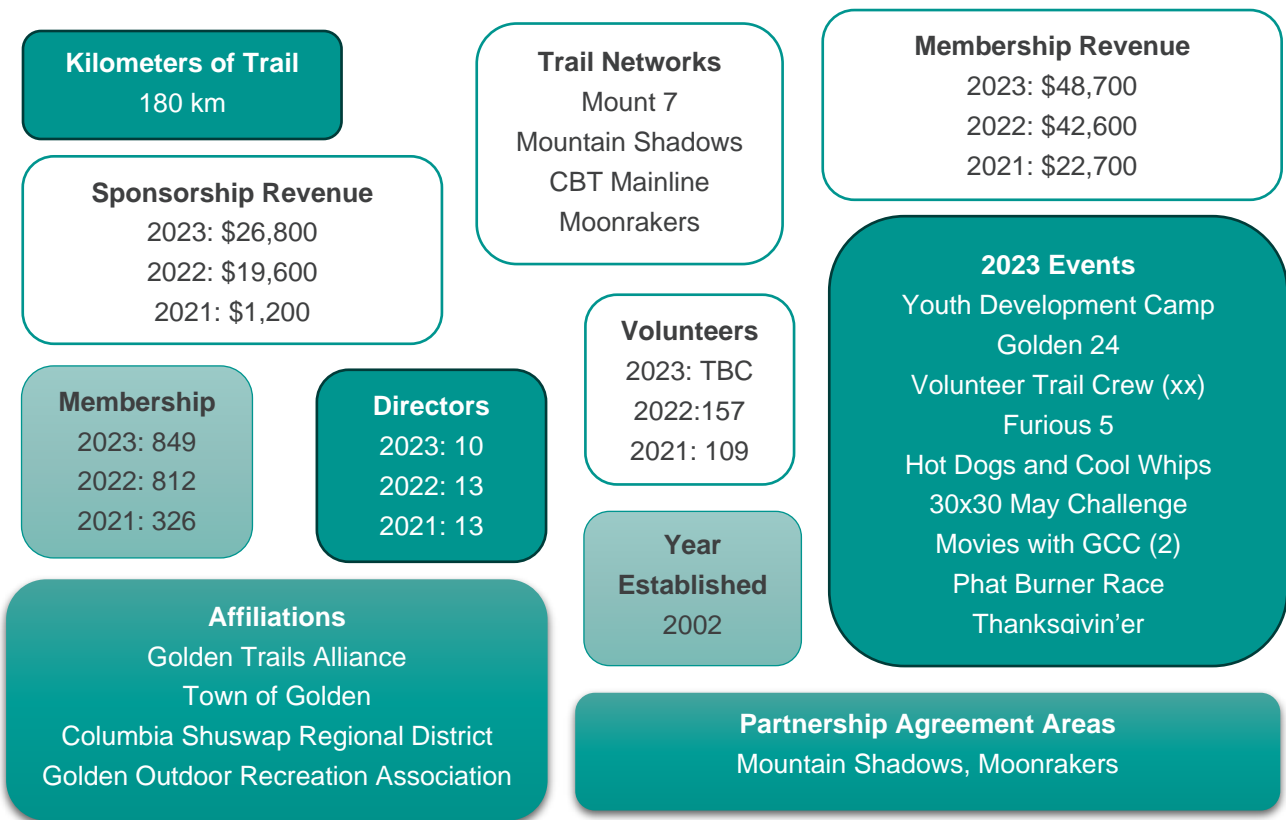 Kilometers of Trail
180 km
Trail Networks
Mount 7
Mountain Shadows
CBT Mainline
Moonrakers
Membership Revenue
2023: $48,700
2022: $42,600
2021: $22,700
Sponsorship Revenue
2023: $26,800
2022: $19,600
2021: $1,200
2023 Events
Youth Development Camp
Golden 24
Volunteer Trail Crew (xx)
Furious 5
Hot Dogs and Cool Whips
30x30 May Challenge
Movies with GCC (2)
Phat Burner Race
Thanksgivin’er
Volunteers
2023: TBC
2022:157
2021: 109
Membership
2023: 849
2022: 812
2021: 326
Directors
2023: 10
2022: 13
2021: 13
Year
Established
2002
Affiliations
Golden Trails Alliance
Town of Golden
Columbia Shuswap Regional District
Golden Outdoor Recreation Association
Partnership Agreement Areas
Mountain Shadows, Moonrakers